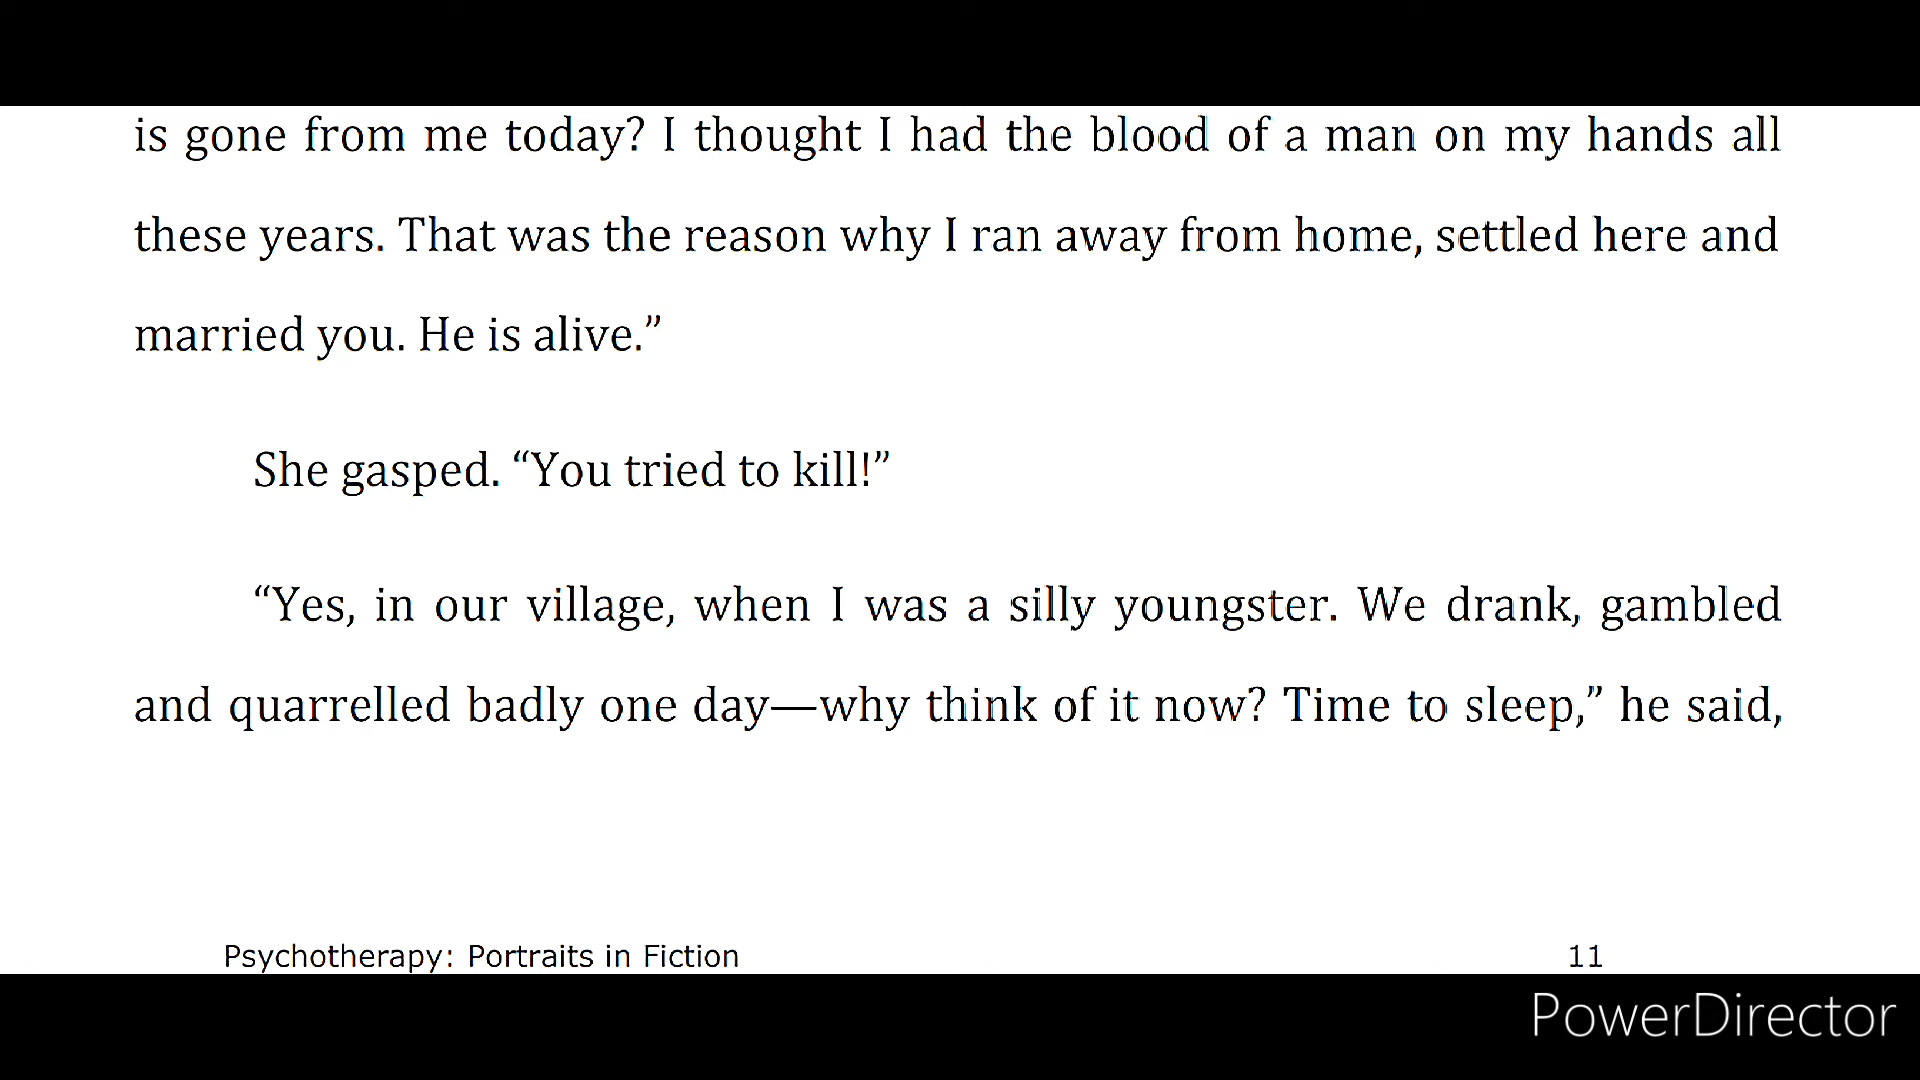 is gone from me today? I thought I had the blood of a man on my hands all
these years. That was the reason why I ran away from home, settled here and
married you. He is alive.”
She gasped. “You tried to kill!”
“Yes, in our village, when I was a silly youngster. We drank, gambled
and quarrelled badly one day—why think of it now? Time to sleep,” he said,
Psychotherapy: Portraits in Fiction 11
PowerDirector